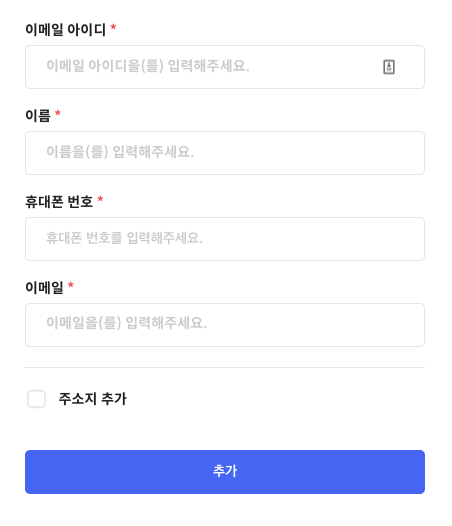 이메일 아이디 *
이메일 아이디을(를) 입력해주세요.
이름 *
이름을(를) 입력해주세요.
휴대폰 번호 *
휴대폰 번호를 입력해주세요.
이메일 *
이메일을(를) 입력해주세요.
주소지 추가
추가